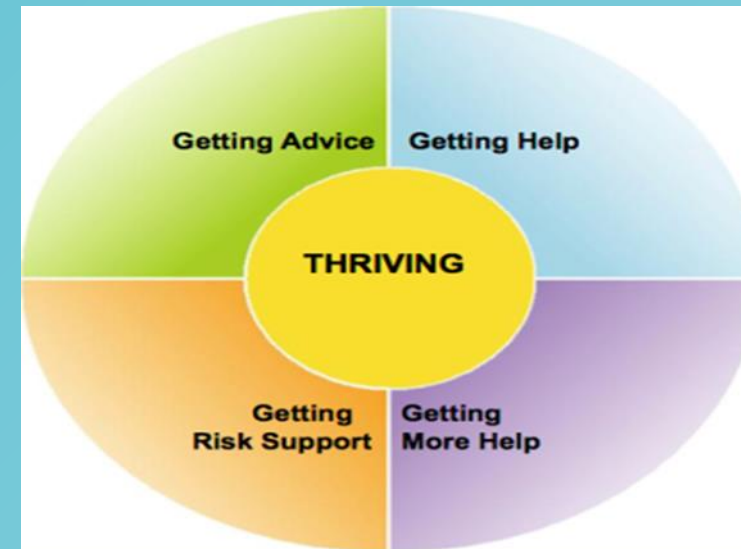 Getting Advice
Getting Help
THRIVING
Getting
Risk Support
Getting
More Help